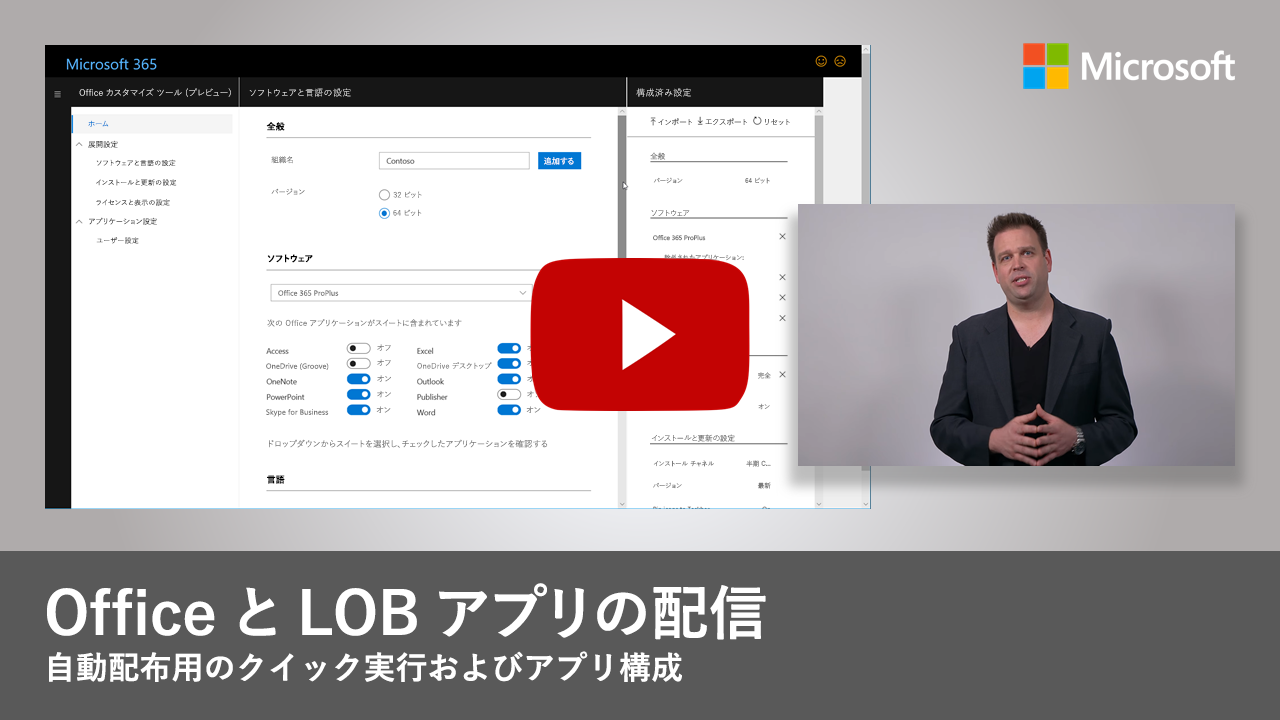 Microsoft 365
Microsoft
Office カスタマイズ ツール (プレビュー)
ソフトウェアと言語の設定
構成済み設定
ホーム
展開設定
ソフトウェアと言語の設定
インストールと更新の設定
ライセンスと表示の設定
アプリケーション設定
ユーザー設定
全般
組織名
Contoso
追加する
バージョン
32 ビット
64 ビット
ソフトウェア
Office 365 ProPlus
次の Office アプリケーションがスイートに含まれています
Access オフ
Excel
OneDrive (Groove) オフ
OneDrive デスクトップ
OneNote オン
Outlook
PowerPoint オン
Publisher
Skype for Business オン
Word オン
ドロップダウンからスイートを選択し、チェックしたアプリケーションを確認する
言語
インポート エクスポート リセット
全般
バージョン 64 ビット
ソフトウェア
Office 365 ProPlus
完全
オン
インストールと更新の設定
インストール チャネル 半期 C...
バージョン 最新
Office と LOB アプリの配信
自動配布用のクイック実行およびアプリ構成